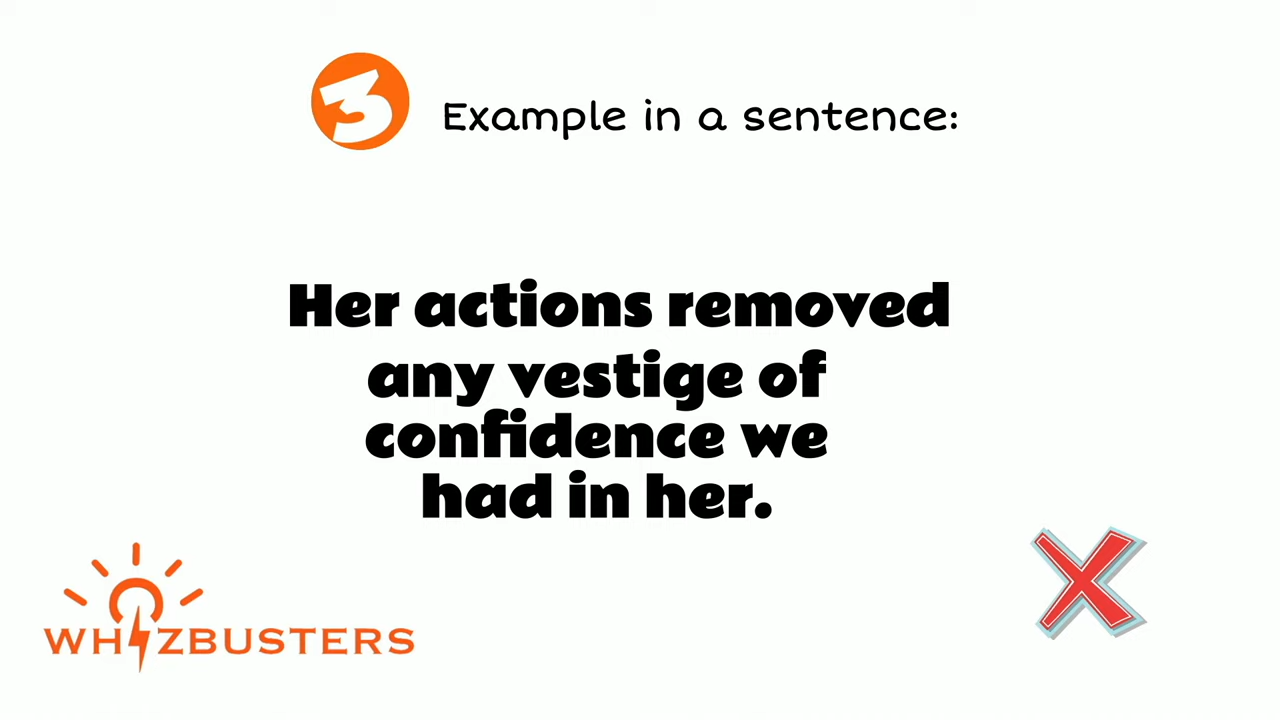 3 Example in a sentence:
Her actions removed
any vestige of
confidence we
had in her.
WHIZBUSTERS
X